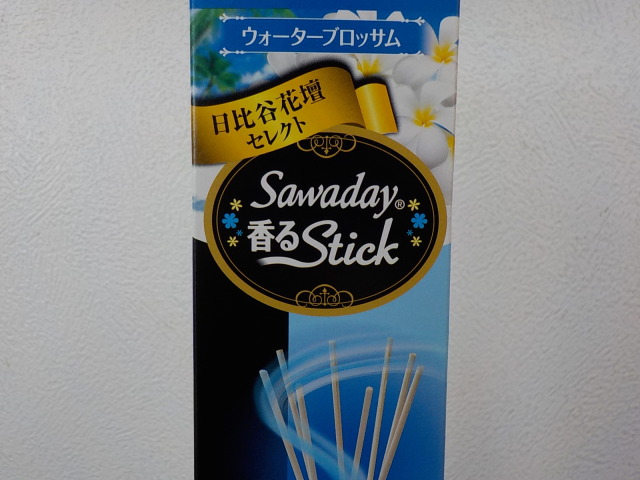 ウォーターブロッサム
日比谷花壇
セレクト
Sawaday®
香るStick